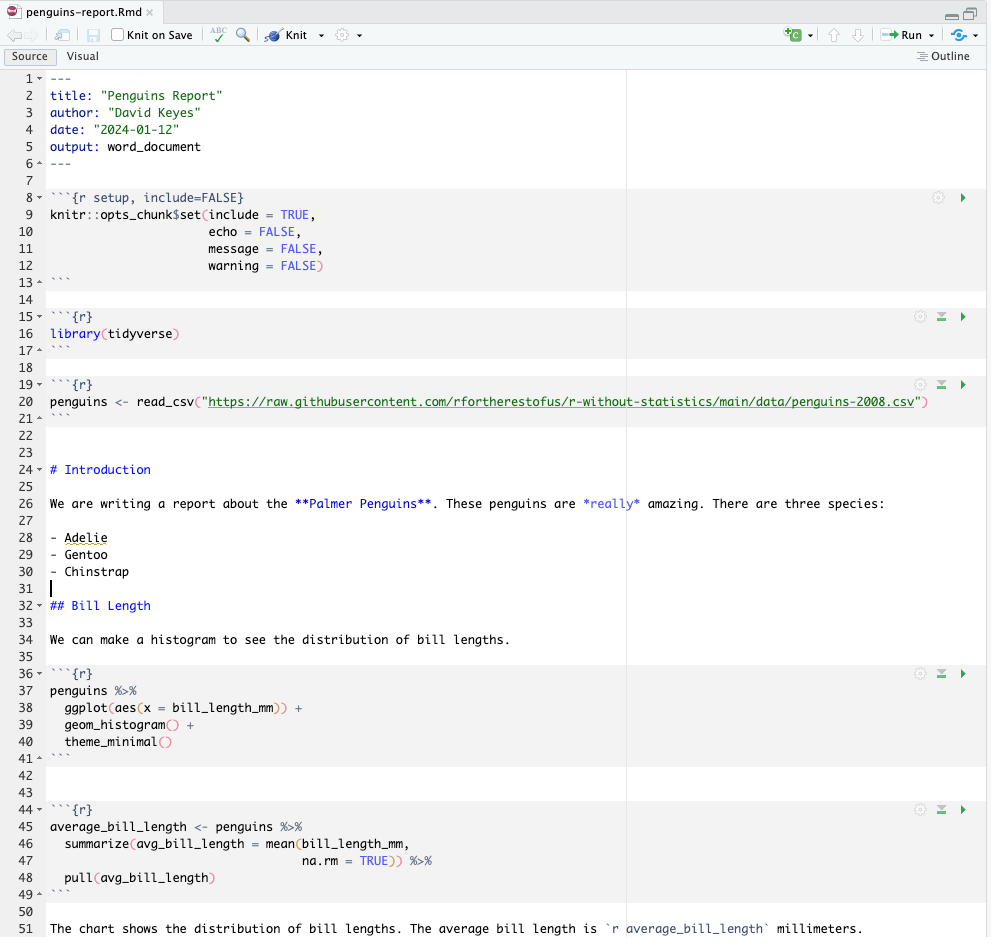 penguins-report.Rmd
Knit on Save ABC Knit Run
Source Visual Outline
1 ---
2 title: "Penguins Report"
3 author: "David Keyes"
4 date: "2024-01-12"
5 output: word_document
6 ---
7
8 ```{r setup, include=FALSE}
9 knitr::opts_chunk$set(include = TRUE,
10                       echo = FALSE,
11                       message = FALSE,
12                       warning = FALSE)
13 ```
14
15 ```{r}
16 library(tidyverse)
17 ```
18
19 ```{r}
20 penguins <- read_csv("https://raw.githubusercontent.com/rfortherestofus/r-without-statistics/main/data/penguins-2008.csv")
21 ```
22
23
24 # Introduction
25
26 We are writing a report about the **Palmer Penguins**. These penguins are *really* amazing. There are three species:
27
28 - Adelie
29 - Gentoo
30 - Chinstrap
31
32 ## Bill Length
33
34 We can make a histogram to see the distribution of bill lengths.
35
36 ```{r}
37 penguins %>%
38   ggplot(aes(x = bill_length_mm)) +
39   geom_histogram() +
40   theme_minimal()
41 ```
42
43
44 ```{r}
45 average_bill_length <- penguins %>%
46   summarize(avg_bill_length = mean(bill_length_mm,
47                                    na.rm = TRUE)) %>%
48   pull(avg_bill_length)
49 ```
50
51 The chart shows the distribution of bill lengths. The average bill length is `r average_bill_length` millimeters.